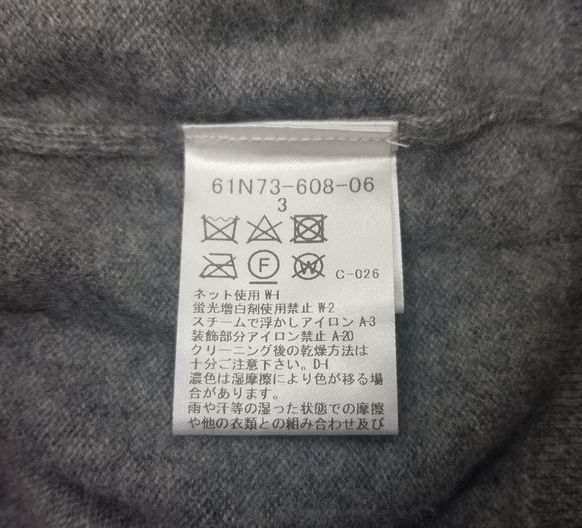 61N73-608-06
3
F W C-026
ネット使用 W-1
蛍光増白剤使用禁止 W-2
スチームで浮かしアイロン A-3
装飾部分アイロン禁止 A-20
クリーニング後の乾燥方法は
十分ご注意下さい。D-1
濃色は湿摩擦により色が移る場
合があります。
雨や汗等の湿った状態での摩擦
や他の衣類との組み合わせ及び